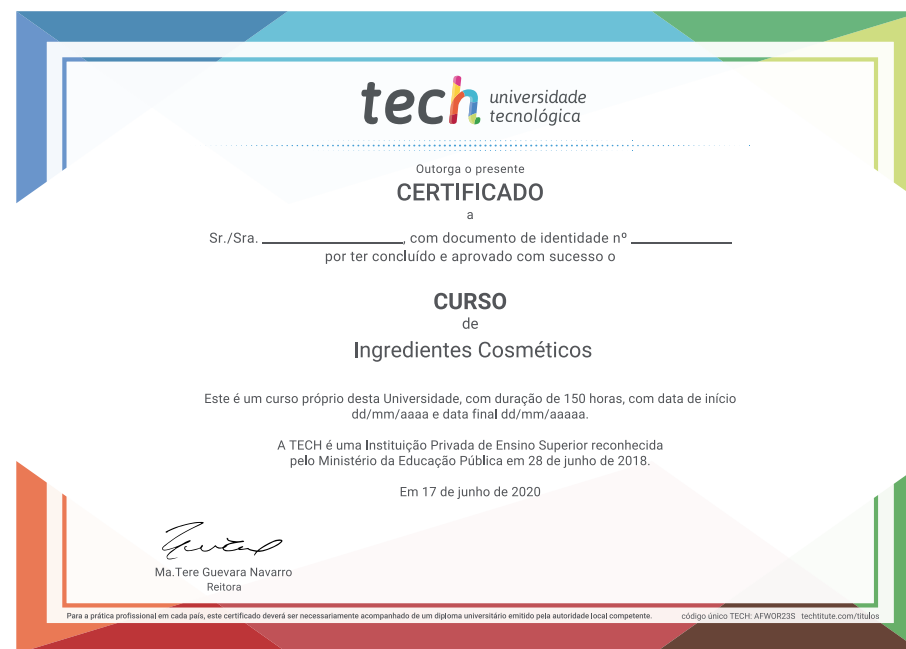 tech universidade
tecnológica
Outorga o presente
CERTIFICADO
a
Sr./Sra. ________________, com documento de identidade nº ____________
por ter concluído e aprovado com sucesso o
CURSO
de
Ingredientes Cosméticos
Este é um curso próprio desta Universidade, com duração de 150 horas, com data de início
dd/mm/aaaa e data final dd/mm/aaaaa.
A TECH é uma Instituição Privada de Ensino Superior reconhecida
pelo Ministério da Educação Pública em 28 de junho de 2018.
Em 17 de junho de 2020
Ma.Tere Guevara Navarro
Reitora
Para a prática profissional em cada país, este certificado deverá ser necessariamente acompanhado de um diploma universitário emitido pela autoridade local competente. código único TECH: AFWOR23S techtitute.com/titulos